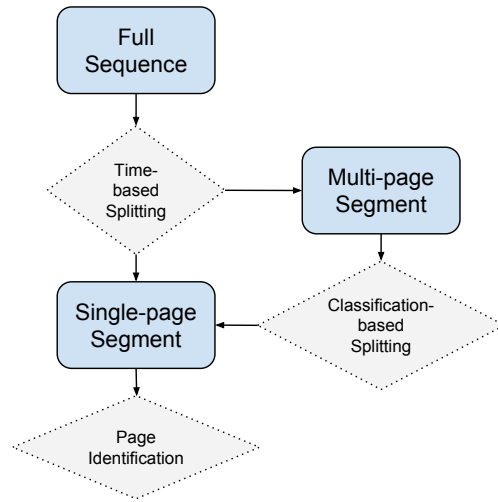 Full
Sequence
Time-
based
Splitting
Multi-page
Segment
Single-page
Segment
Classification-
based
Splitting
Page
Identification